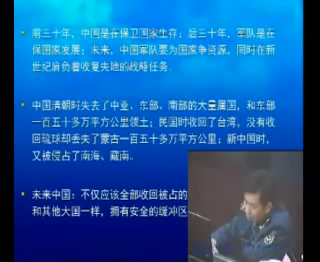 前三十年，中国是在保卫国家生存；后三十年，军队是在
保国家发展；未来，中国军队要为国家争资源，同时在新
世纪肩负着收复失地的战略任务。
中国清朝时失去了中业、东部、南部的大量属国，和东部
一百五十多万平方公里领土；民国时收回了台湾，没有收
回琉球却丢失了蒙古一百五十多万平方公里；新中国时，
又被侵占了南海、藏南。
未来中国：不仅应该全部收回被占的
和其他大国一样，拥有安全的缓冲区